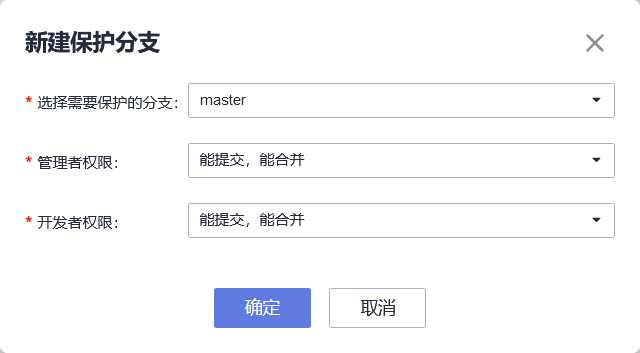 新建保护分支
* 选择需要保护的分支： master
* 管理者权限： 能提交，能合并
* 开发者权限： 能提交，能合并
确定 取消